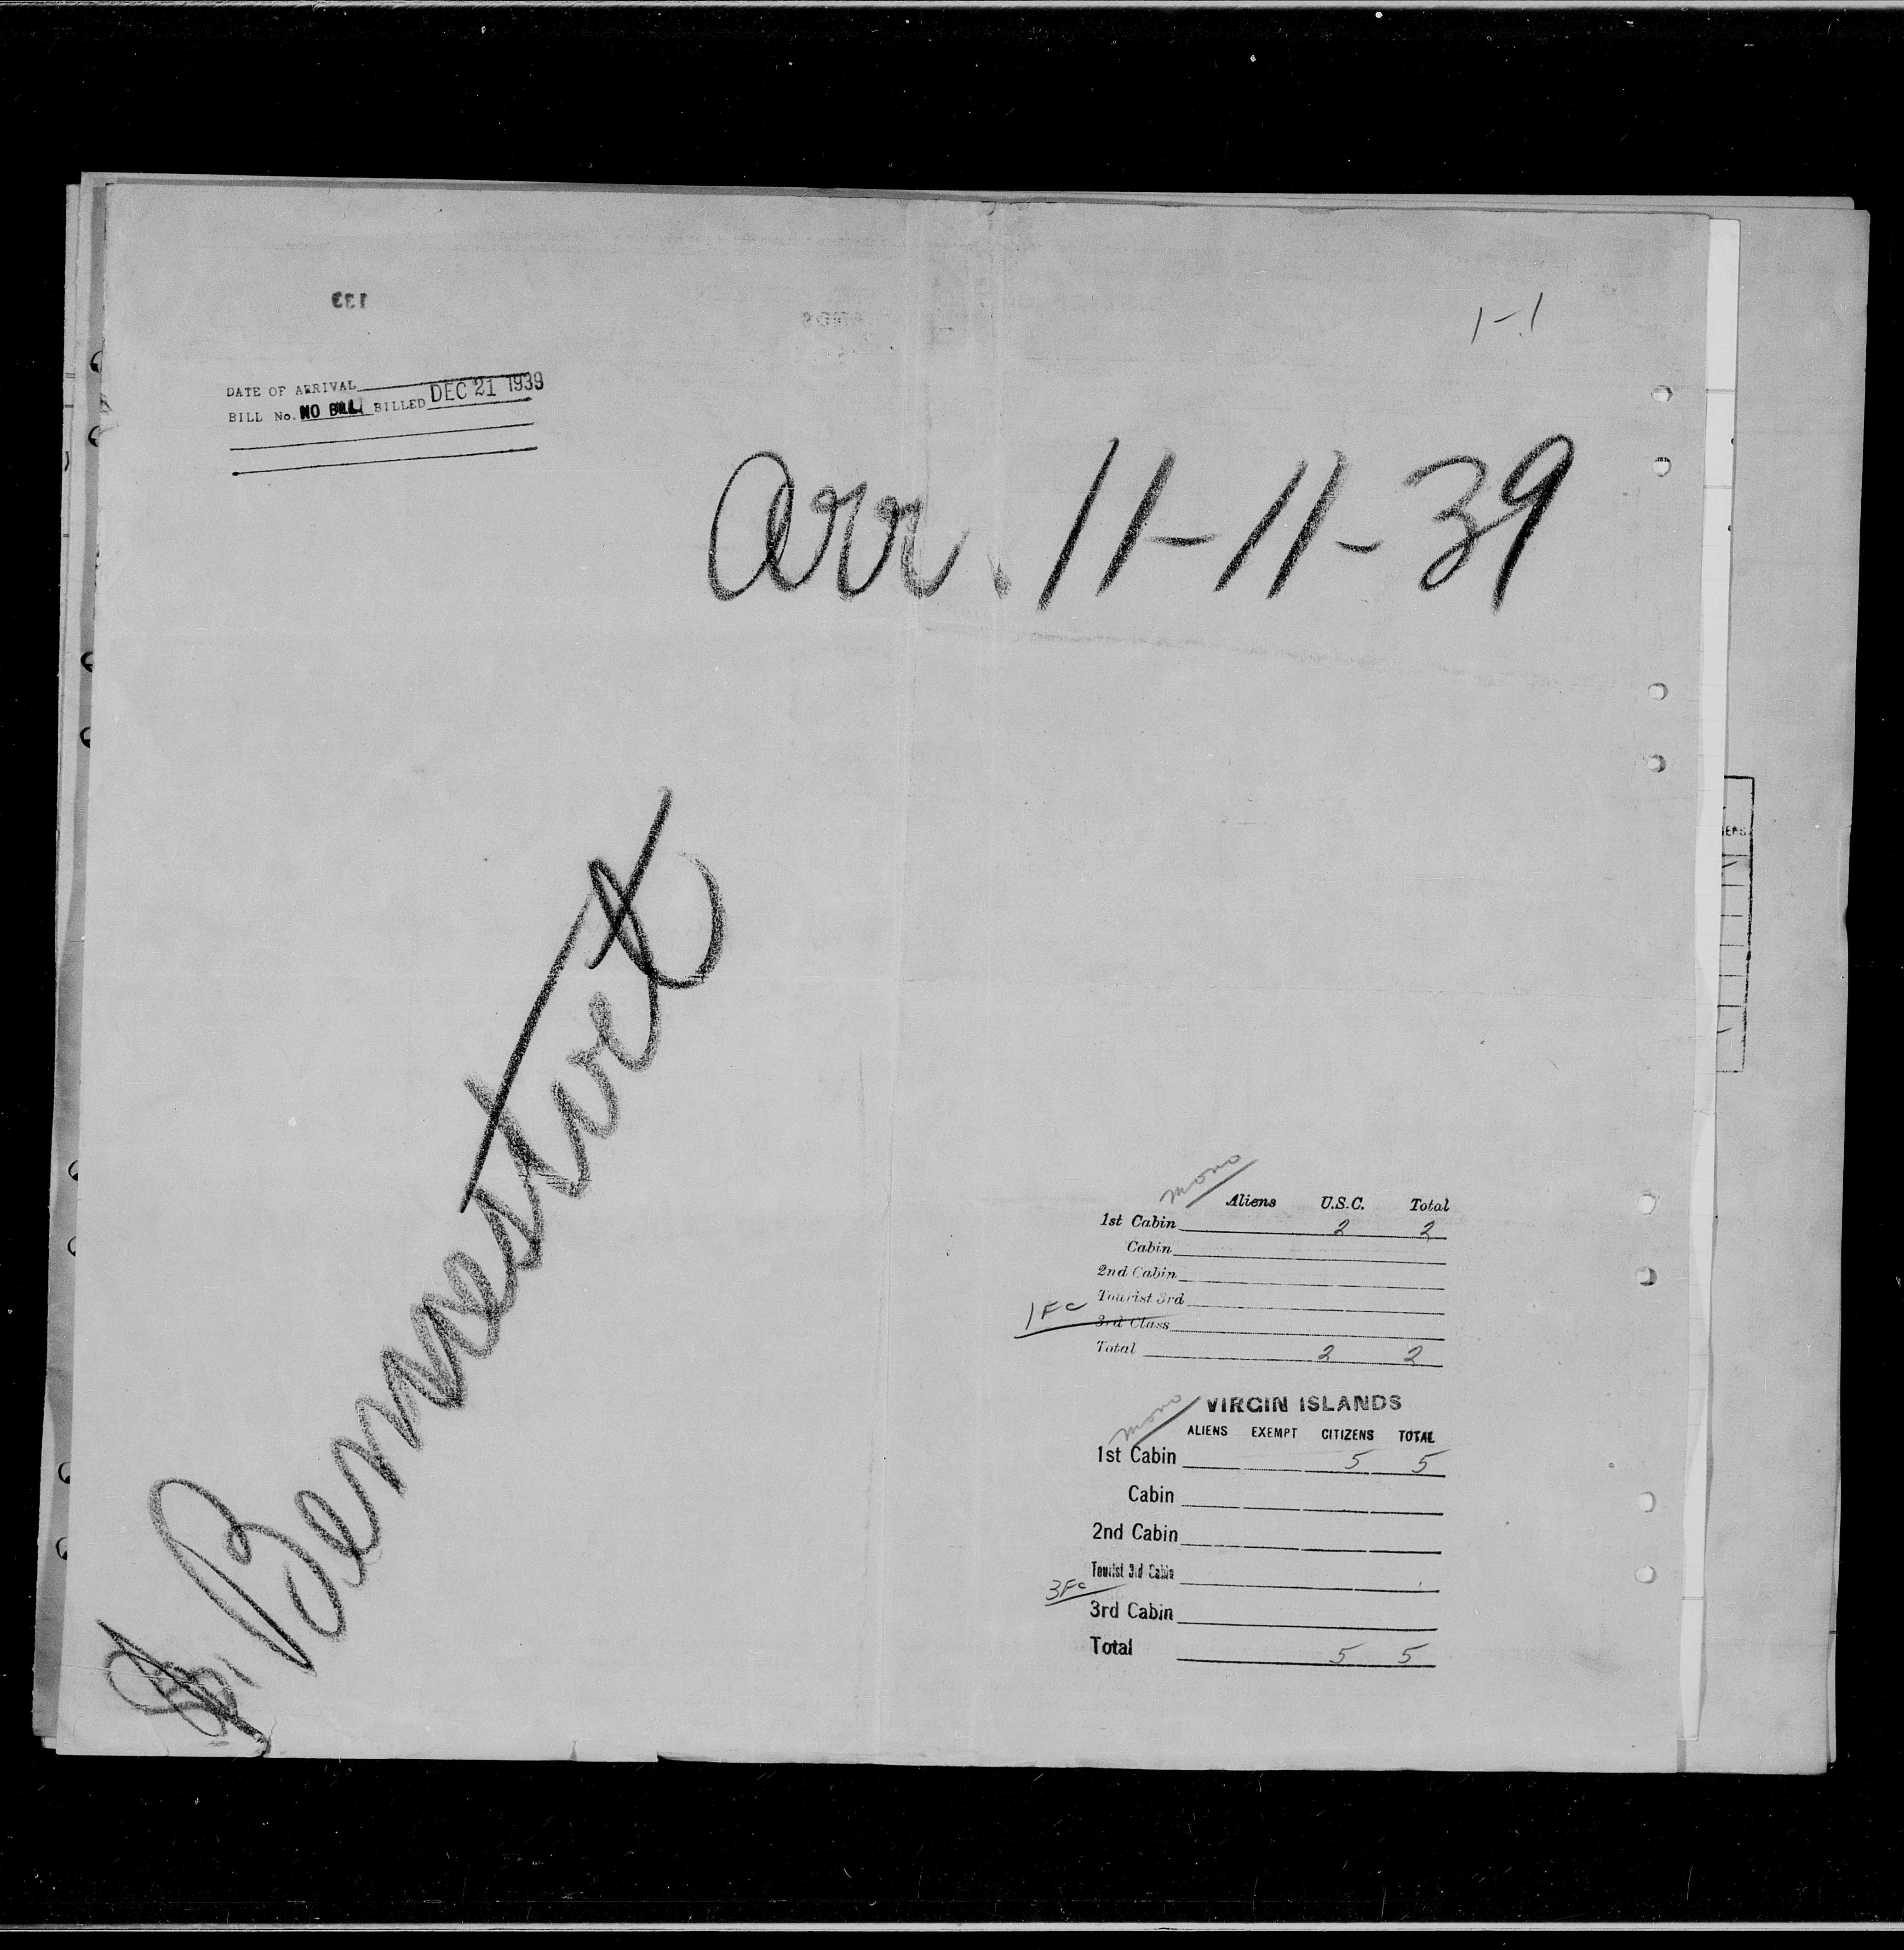 133
1-1
DATE OF ARRIVAL
BILL No. NO BILL BILLED DEC 21 1939
arr. 11-11-39
Bennestvet
mono
Aliens U.S.C. Total
1st Cabin 2 2
Cabin
2nd Cabin
Tourist 3rd
1 Fc 3rd Class
Total 2 2
mono VIRGIN ISLANDS
ALIENS EXEMPT CITIZENS TOTAL
1st Cabin 5 5
Cabin
2nd Cabin
Tourist 3rd Cabin
3Fc
3rd Cabin
Total 5 5